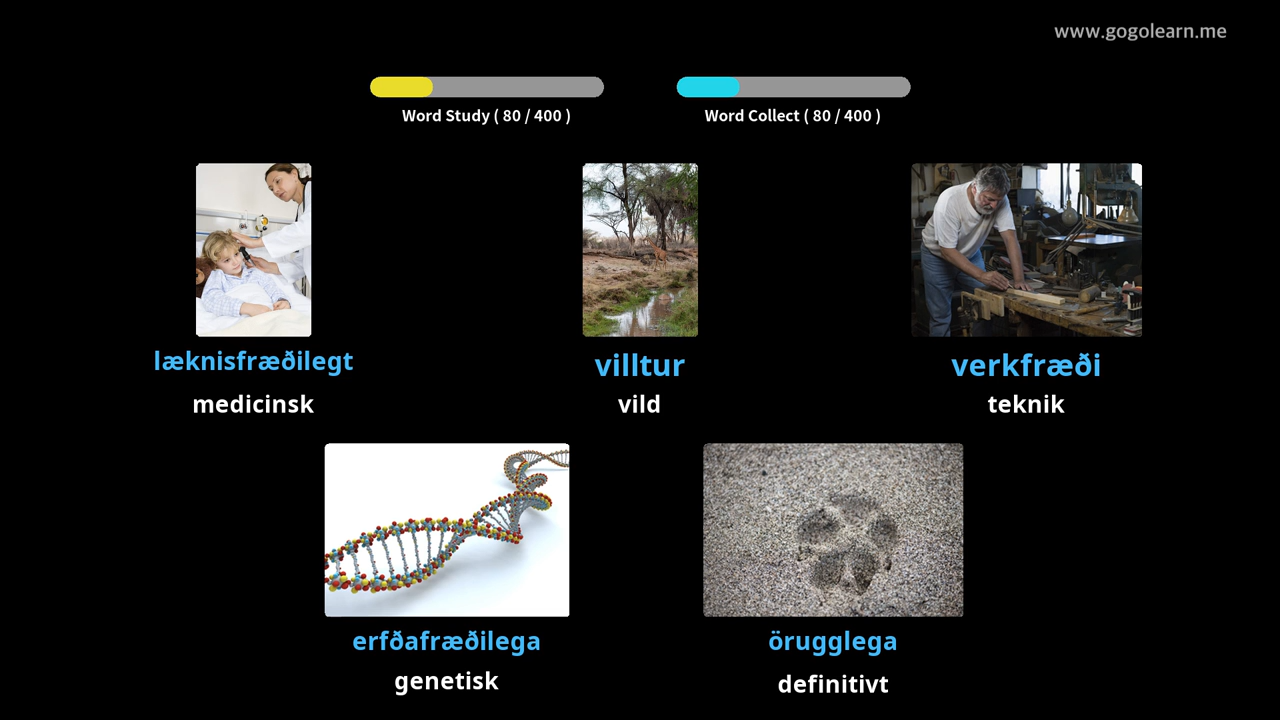 www.gogolearn.me
Word Study ( 80 / 400 )
Word Collect ( 80 / 400 )
læknisfræðilegt
medicinsk
villtur
vild
verkfræði
teknik
erfðafræðilega
genetisk
örugglega
definitivt